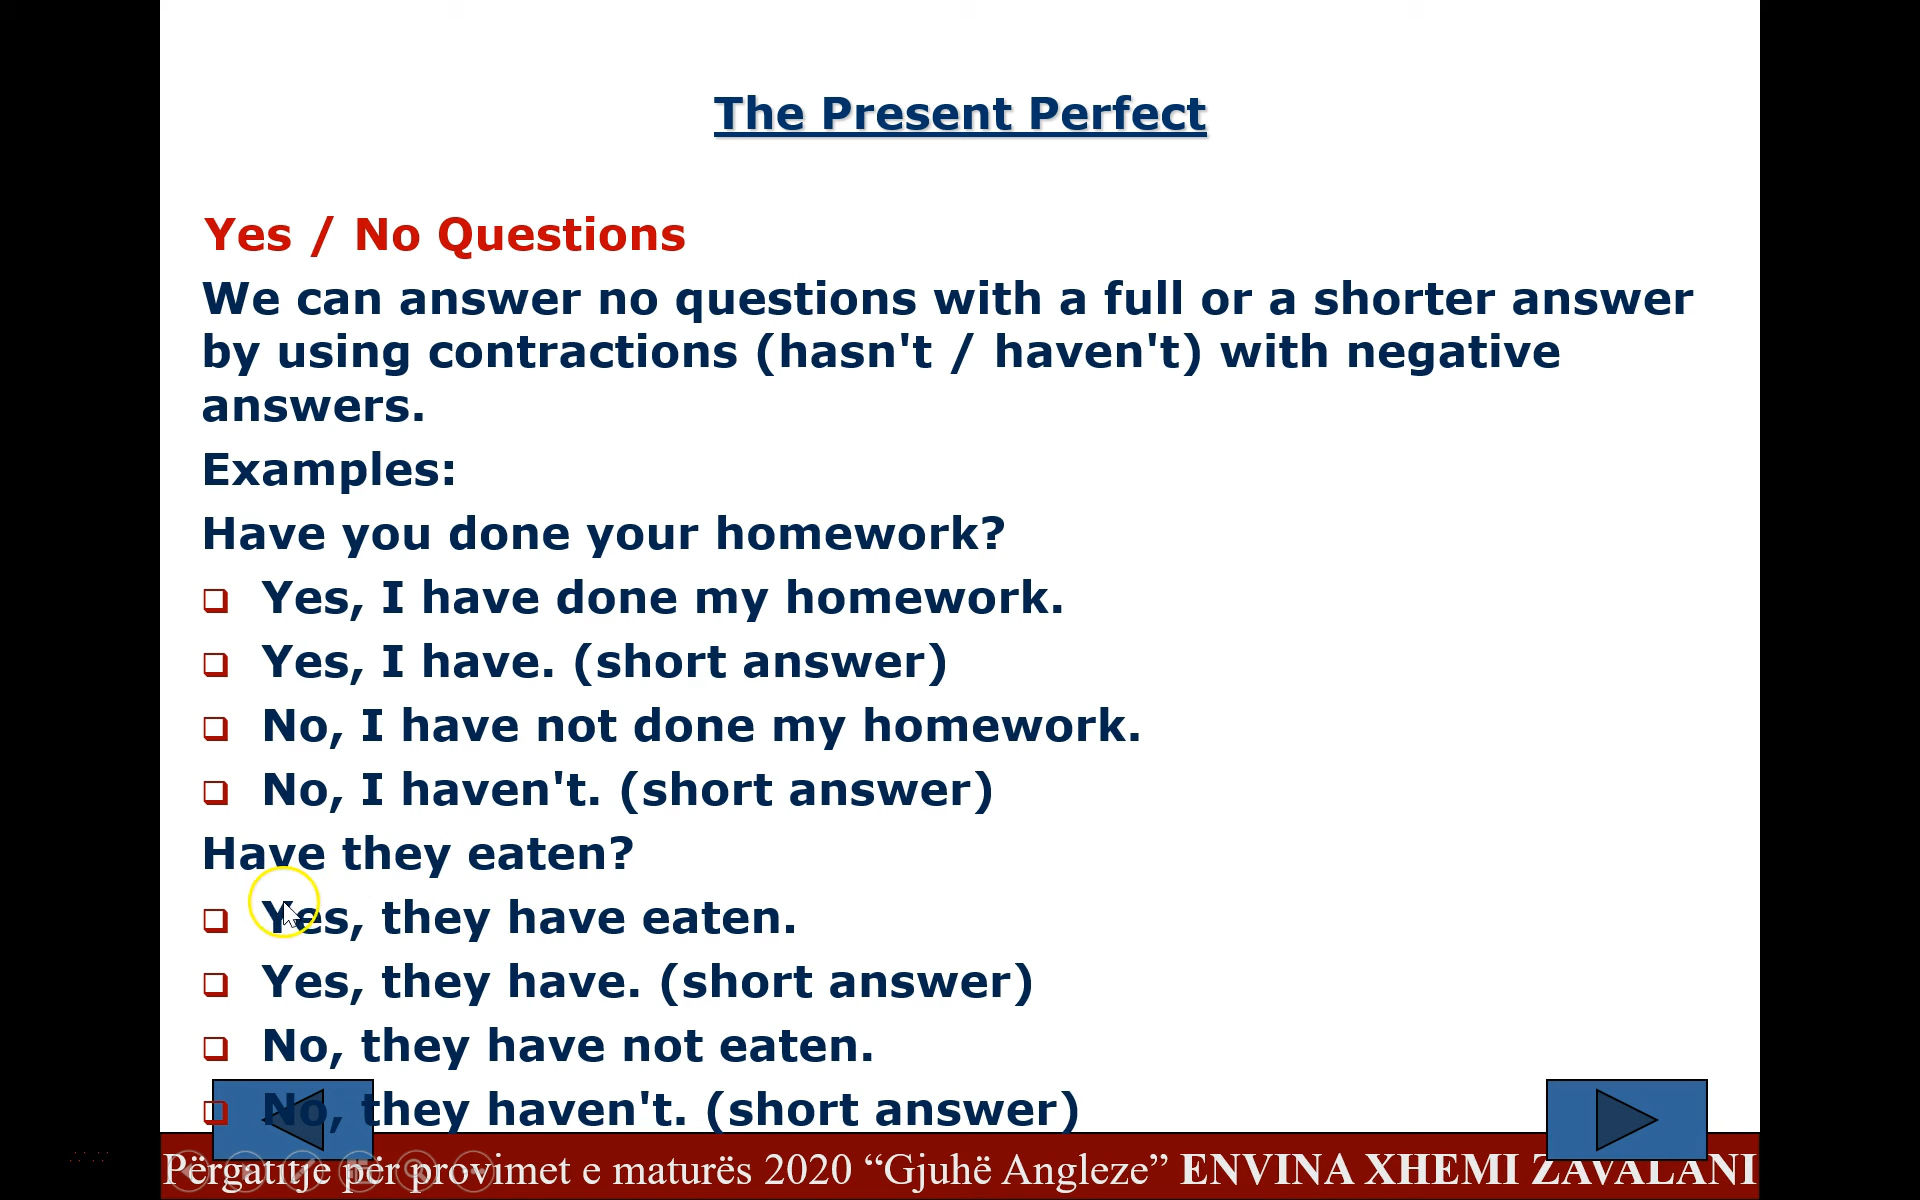 The Present Perfect
Yes / No Questions
We can answer no questions with a full or a shorter answer
by using contractions (hasn't / haven't) with negative
answers.
Examples:
Have you done your homework?
Yes, I have done my homework.
Yes, I have. (short answer)
No, I have not done my homework.
No, I haven't. (short answer)
Have they eaten?
Yes, they have eaten.
Yes, they have. (short answer)
No, they have not eaten.
No, they haven't. (short answer)
Përgatitje për provimet e maturës 2020 “Gjuhë Angleze” ENVINA XHEMI ZAVALANI